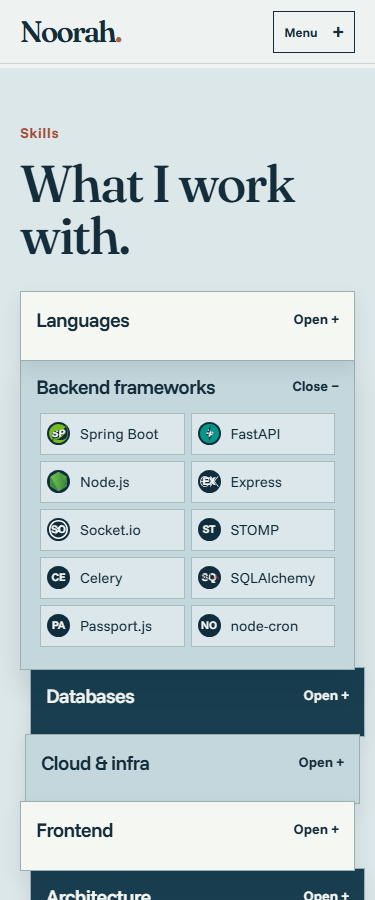 Noorah.
Menu +
Skills
What I work
with.
Languages Open +
Backend frameworks Close −
SP Spring Boot
FastAPI
Node.js
EX Express
SO Socket.io
ST STOMP
CE Celery
SQ SQLAlchemy
PA Passport.js
NO node-cron
Databases Open +
Cloud & infra Open +
Frontend Open +
Architecture Open +